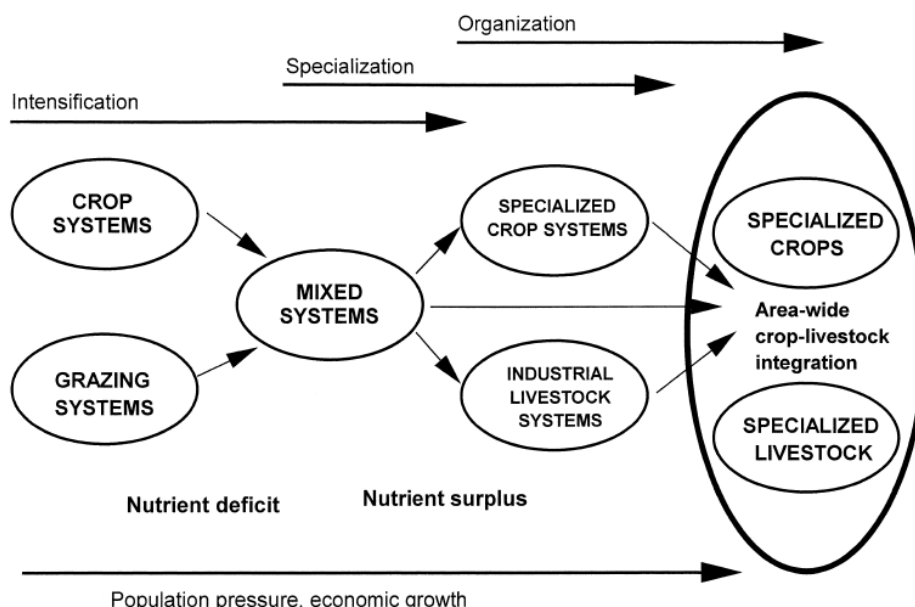 Organization
Specialization
Intensification
CROP
SYSTEMS
GRAZING
SYSTEMS
MIXED
SYSTEMS
SPECIALIZED
CROP SYSTEMS
INDUSTRIAL
LIVESTOCK
SYSTEMS
SPECIALIZED
CROPS
Area-wide
crop-livestock
integration
SPECIALIZED
LIVESTOCK
Nutrient deficit
Nutrient surplus
Population pressure, economic growth